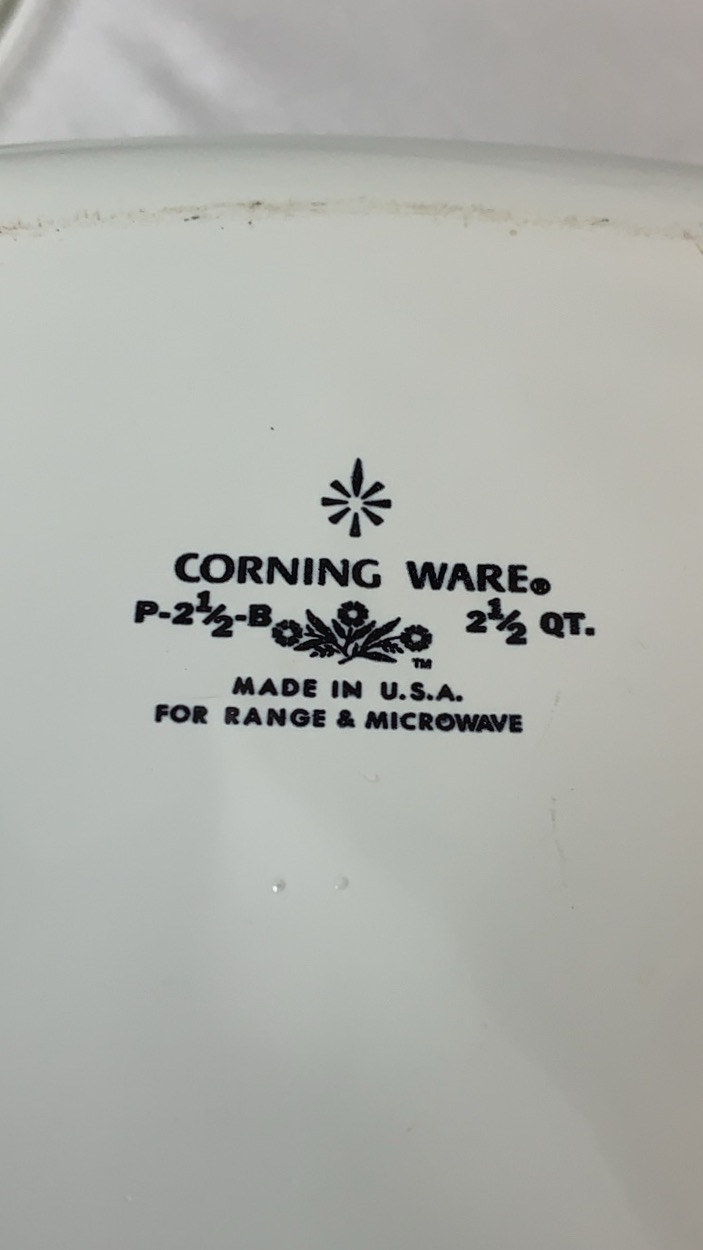 CORNING WARE®
P-2½-B 2½ QT.
TM
MADE IN U.S.A.
FOR RANGE & MICROWAVE